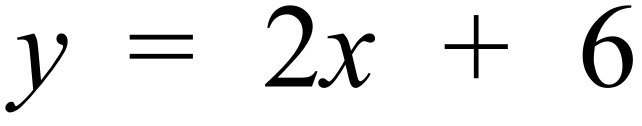 y = 2x + 6